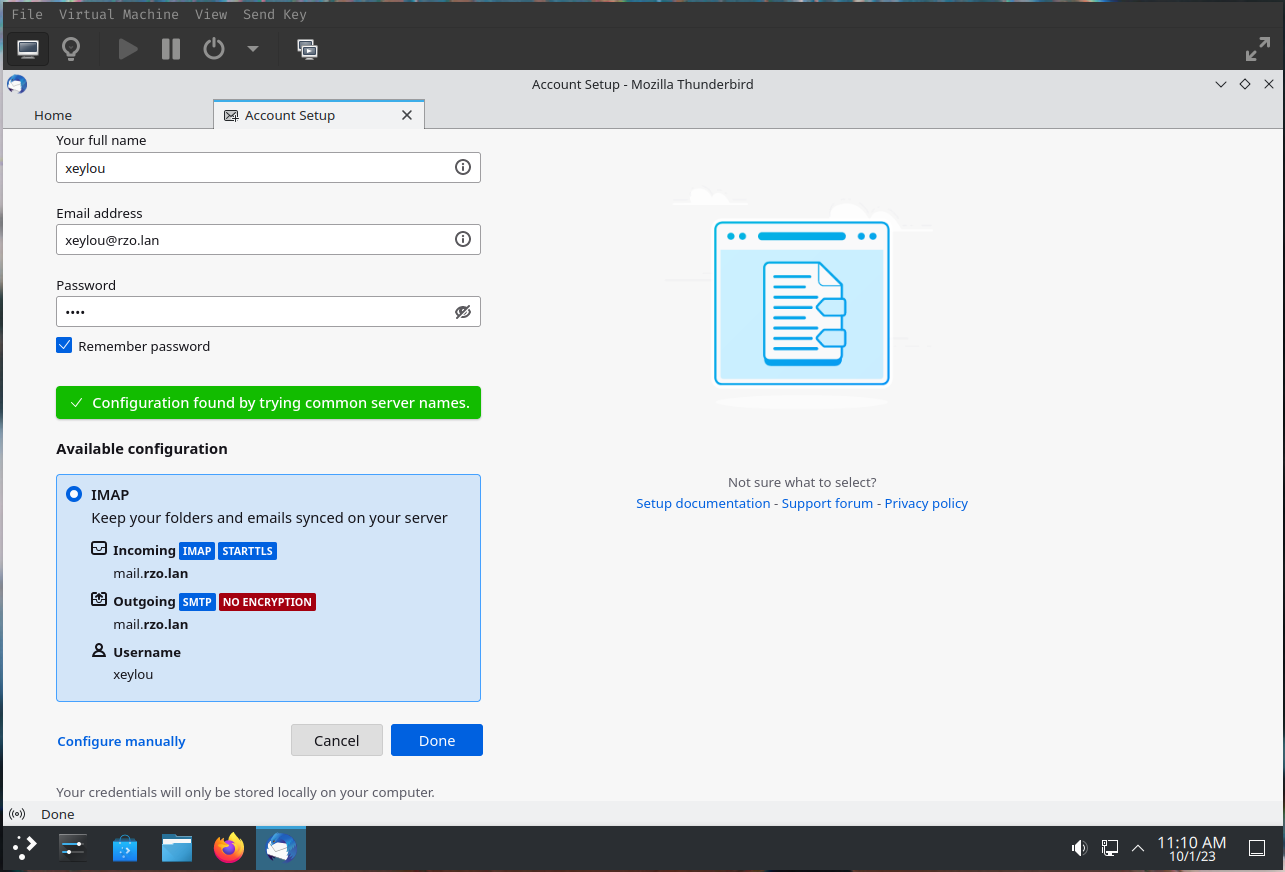 File Virtual Machine View Send Key
Account Setup - Mozilla Thunderbird
Home Account Setup
Your full name
xeylou
Email address
xeylou@rzo.lan
Password
••••
Remember password
Configuration found by trying common server names.
Available configuration
IMAP
Keep your folders and emails synced on your server
Incoming IMAP STARTTLS
mail.rzo.lan
Outgoing SMTP NO ENCRYPTION
mail.rzo.lan
Username
xeylou
Configure manually Cancel Done
Your credentials will only be stored locally on your computer.
Not sure what to select?
Setup documentation - Support forum - Privacy policy
Done
11:10 AM
10/1/23